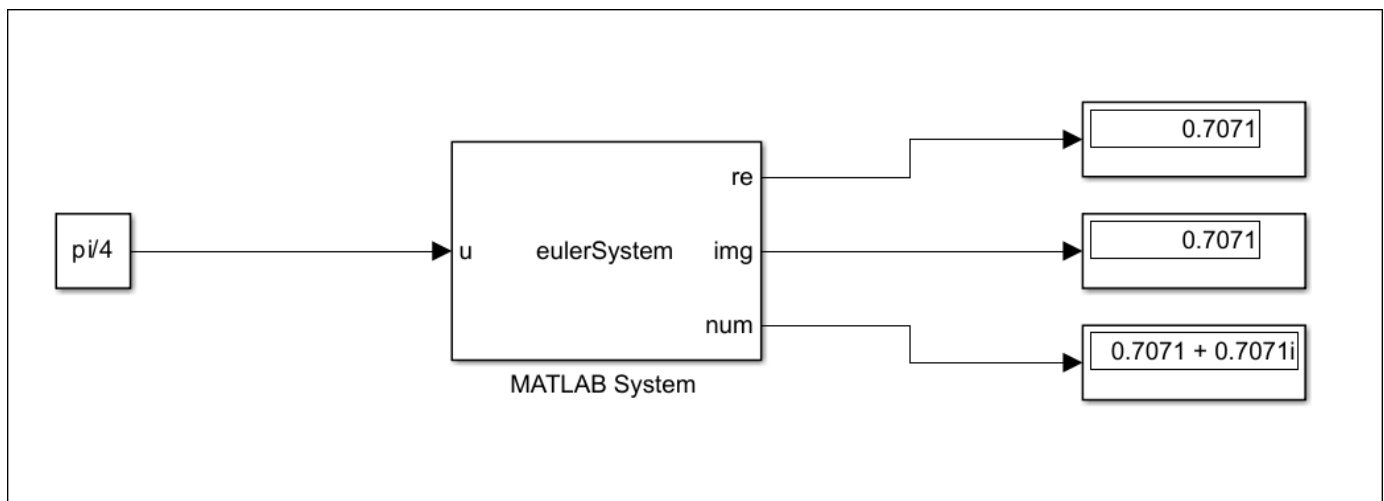 pi/4
u
eulerSystem
re
img
num
MATLAB System
0.7071
0.7071
0.7071 + 0.7071i